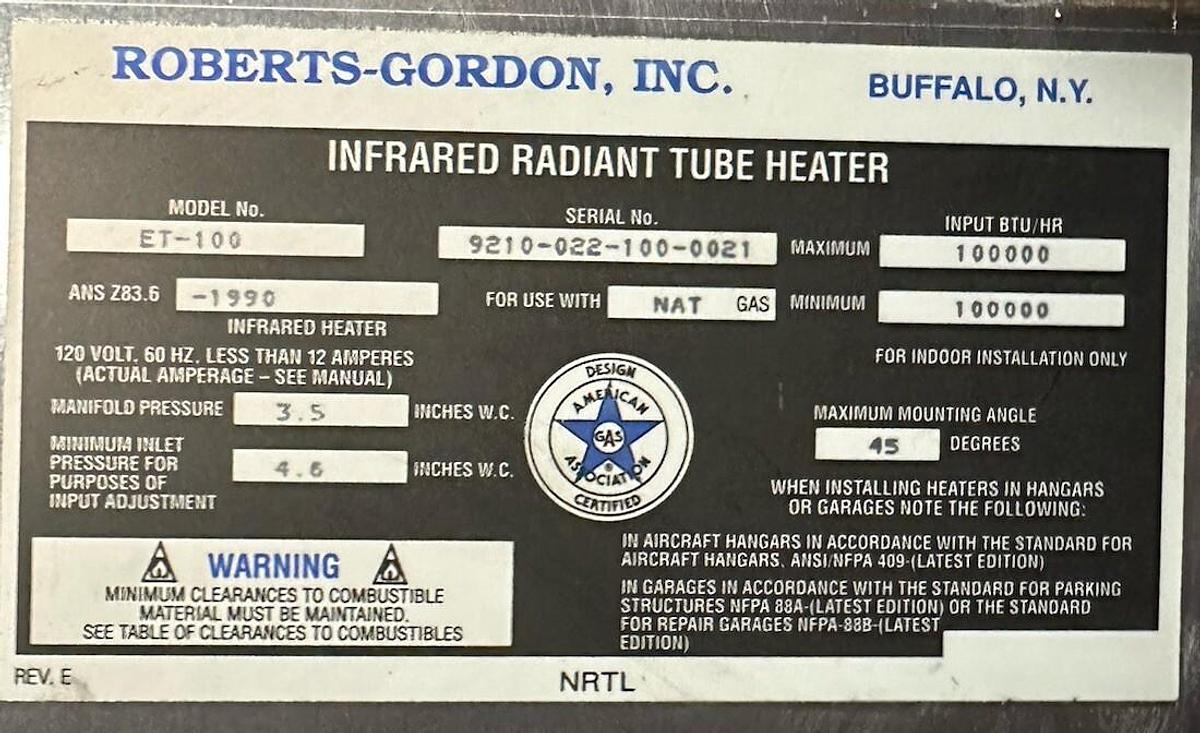 ROBERTS-GORDON, INC. BUFFALO, N.Y.
INFRARED RADIANT TUBE HEATER
MODEL No.
ET-100
SERIAL No.
9210-022-100-0021
INPUT BTU/HR
MAXIMUM 100000
ANS Z83.6 -1990
INFRARED HEATER
FOR USE WITH NAT GAS
MINIMUM 100000
120 VOLT. 60 HZ. LESS THAN 12 AMPERES
(ACTUAL AMPERAGE – SEE MANUAL)
FOR INDOOR INSTALLATION ONLY
MANIFOLD PRESSURE 3.5 INCHES W.C.
MINIMUM INLET
PRESSURE FOR
PURPOSES OF
INPUT ADJUSTMENT
4.6 INCHES W.C.
DESIGN
AMERICAN
GAS
®
ASSOCIATION
CERTIFIED
MAXIMUM MOUNTING ANGLE
45 DEGREES
WHEN INSTALLING HEATERS IN HANGARS
OR GARAGES NOTE THE FOLLOWING:
IN AIRCRAFT HANGARS IN ACCORDANCE WITH THE STANDARD FOR
AIRCRAFT HANGARS, ANSI/NFPA 409-(LATEST EDITION)
IN GARAGES IN ACCORDANCE WITH THE STANDARD FOR PARKING
STRUCTURES NFPA 88A-(LATEST EDITION) OR THE STANDARD
FOR REPAIR GARAGES NFPA-88B-(LATEST
EDITION)
WARNING
MINIMUM CLEARANCES TO COMBUSTIBLE
MATERIAL MUST BE MAINTAINED.
SEE TABLE OF CLEARANCES TO COMBUSTIBLES
REV. E
NRTL